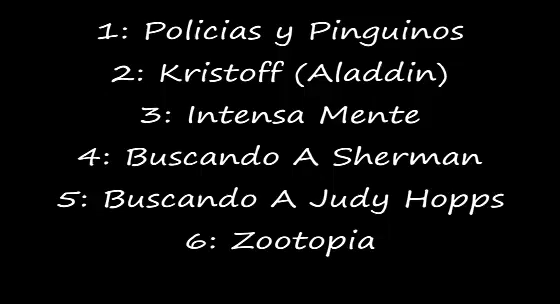 1: Policias y Pinguinos
2: Kristoff (Aladdin)
3: Intensa Mente
4: Buscando A Sherman
5: Buscando A Judy Hopps
6: Zootopia